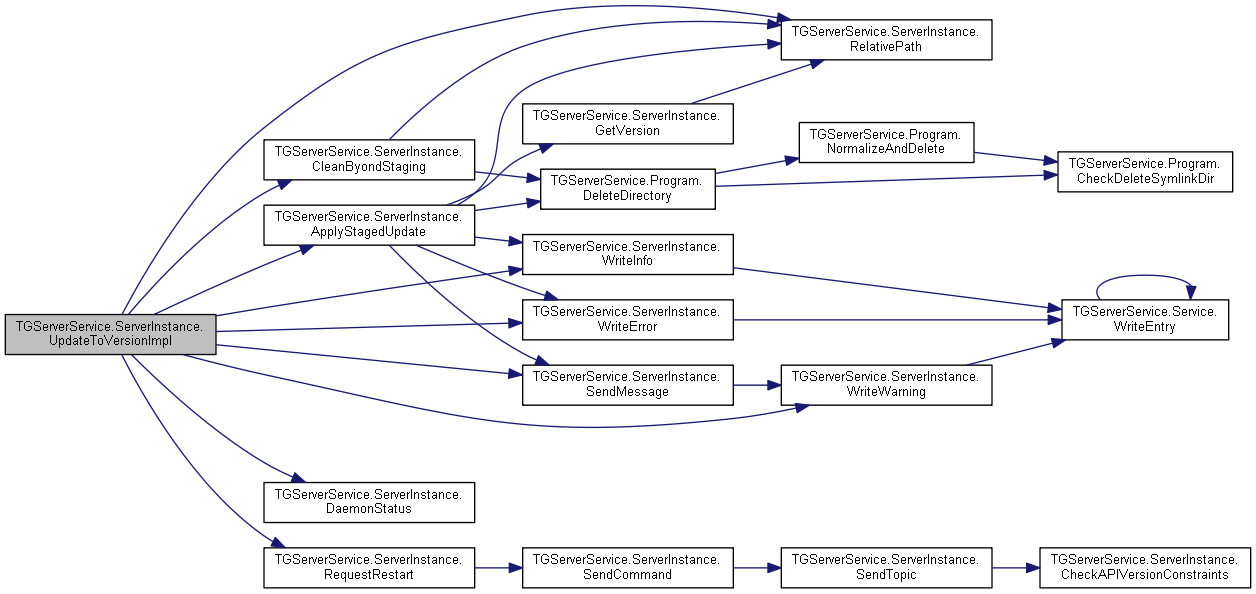 TGServerService.ServerInstance.
RelativePath
TGServerService.ServerInstance.
GetVersion
TGServerService.Program.
NormalizeAndDelete
TGServerService.ServerInstance.
CleanByondStaging
TGServerService.Program.
CheckDeleteSymlinkDir
TGServerService.Program.
DeleteDirectory
TGServerService.ServerInstance.
ApplyStagedUpdate
TGServerService.ServerInstance.
WriteInfo
TGServerService.ServerInstance.
WriteError
TGServerService.Service.
WriteEntry
TGServerService.ServerInstance.
UpdateToVersionImpl
TGServerService.ServerInstance.
SendMessage
TGServerService.ServerInstance.
WriteWarning
TGServerService.ServerInstance.
DaemonStatus
TGServerService.ServerInstance.
RequestRestart
TGServerService.ServerInstance.
SendCommand
TGServerService.ServerInstance.
SendTopic
TGServerService.ServerInstance.
CheckAPIVersionConstraints